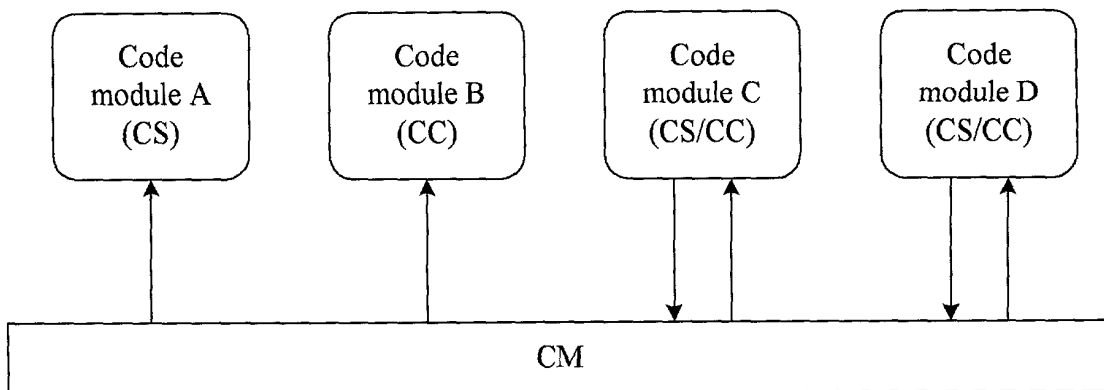 Code
module A
(CS)
Code
module B
(CC)
Code
module C
(CS/CC)
Code
module D
(CS/CC)
CM